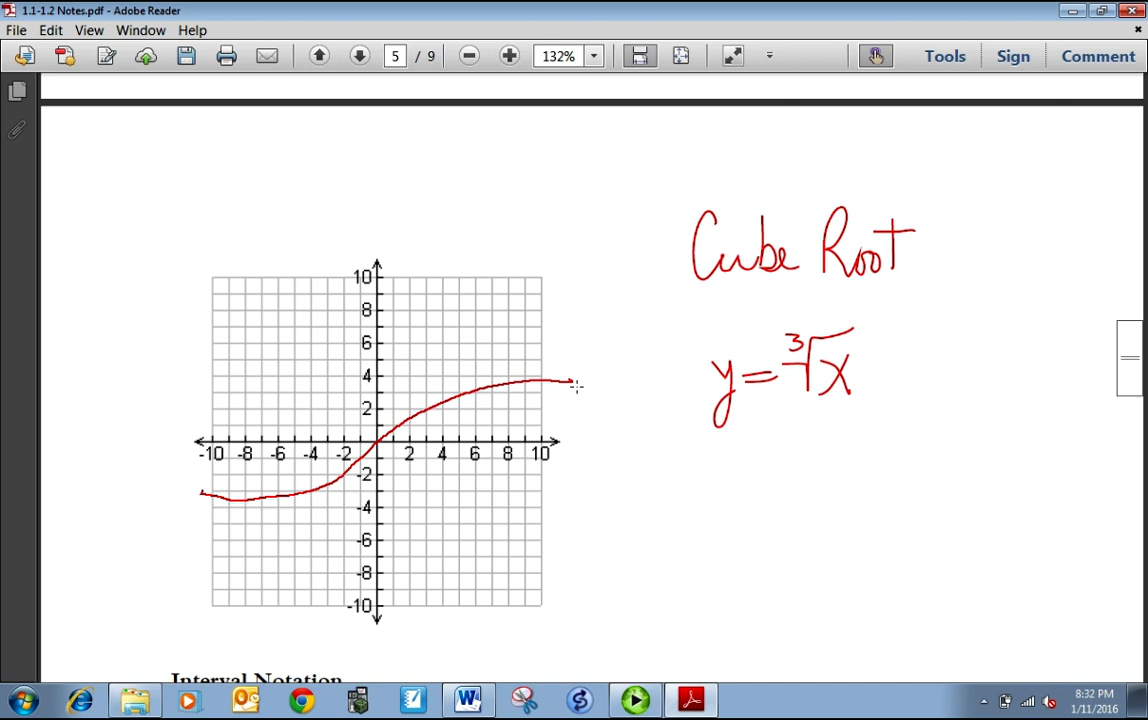 1.1-1.2 Notes.pdf - Adobe Reader
File Edit View Window Help
5 / 9 132% Tools Sign Comment
Cube Root
y = ∛x
10
8
6
4
2
-10 -8 -6 -4 -2 2 4 6 8 10
-2
-4
-6
-8
-10
Interval Notation
8:32 PM
1/11/2016